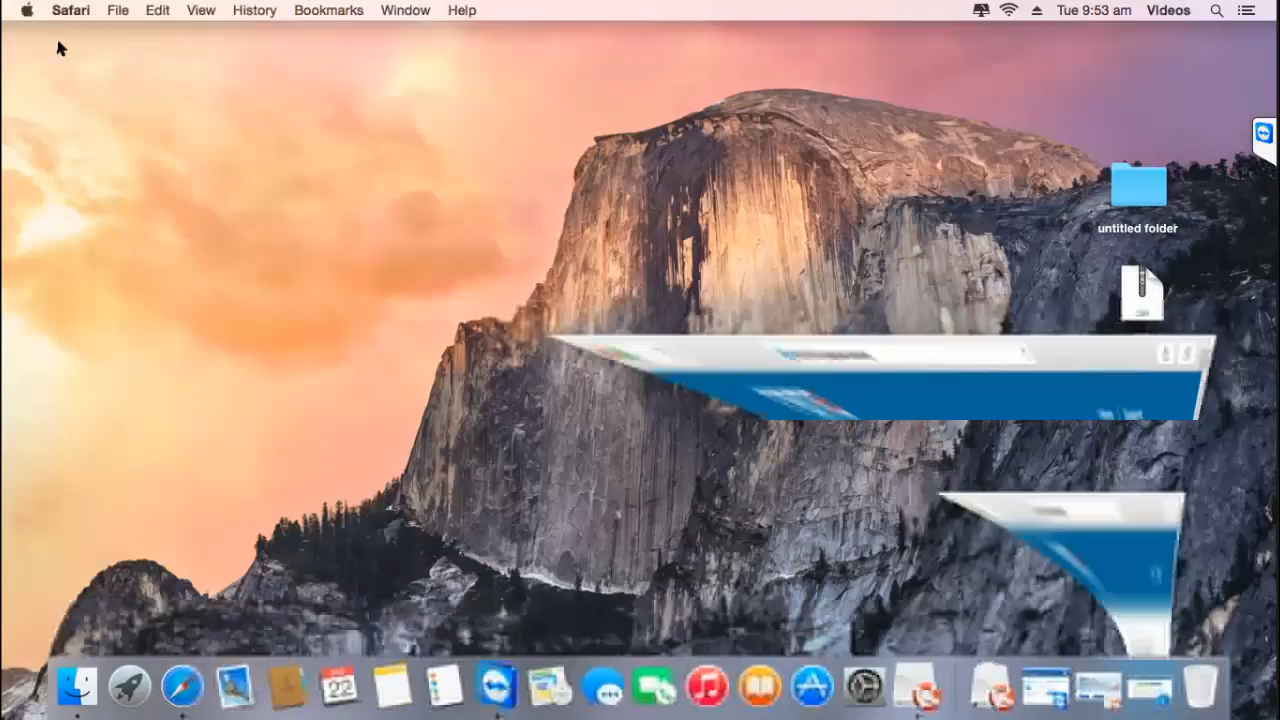 Safari File Edit View History Bookmarks Window Help Tue 9:53 am Videos
untitled folder
22